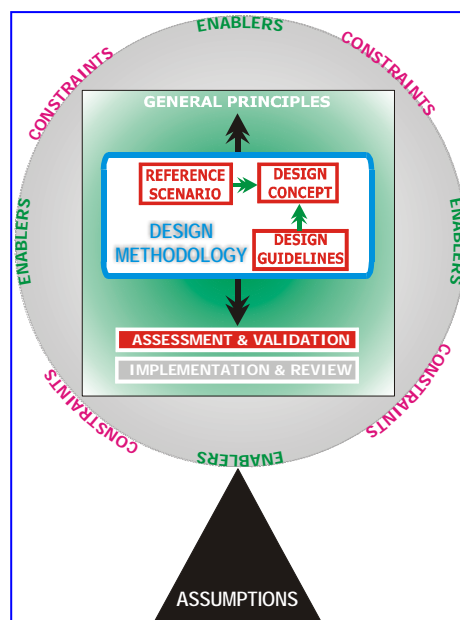 ENABLERS
CONSTRAINTS
CONSTRAINTS
GENERAL PRINCIPLES
REFERENCE
SCENARIO
DESIGN
CONCEPT
ENABLERS
ENABLERS
DESIGN
METHODOLOGY
DESIGN
GUIDELINES
ASSESSMENT & VALIDATION
IMPLEMENTATION & REVIEW
CONSTRAINTS
CONSTRAINTS
ENABLERS
ASSUMPTIONS